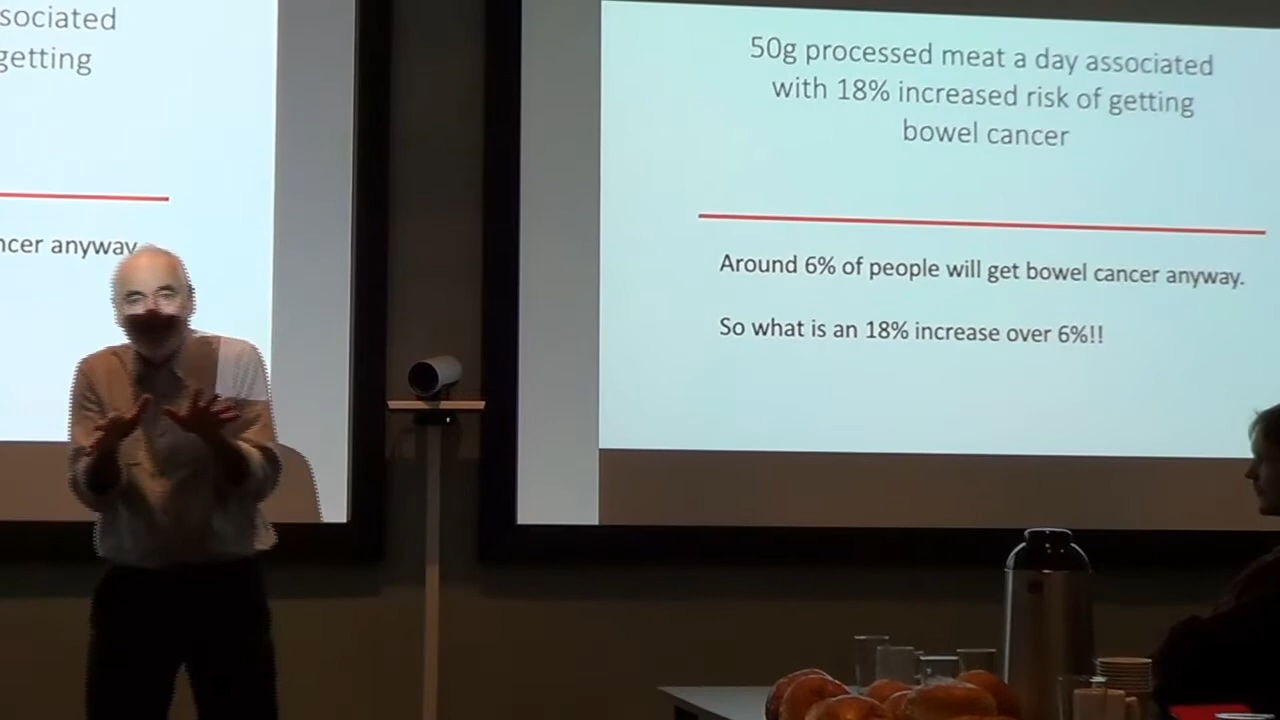 sociated
getting
ncer anyway
50g processed meat a day associated
with 18% increased risk of getting
bowel cancer
Around 6% of people will get bowel cancer anyway.
So what is an 18% increase over 6%!!